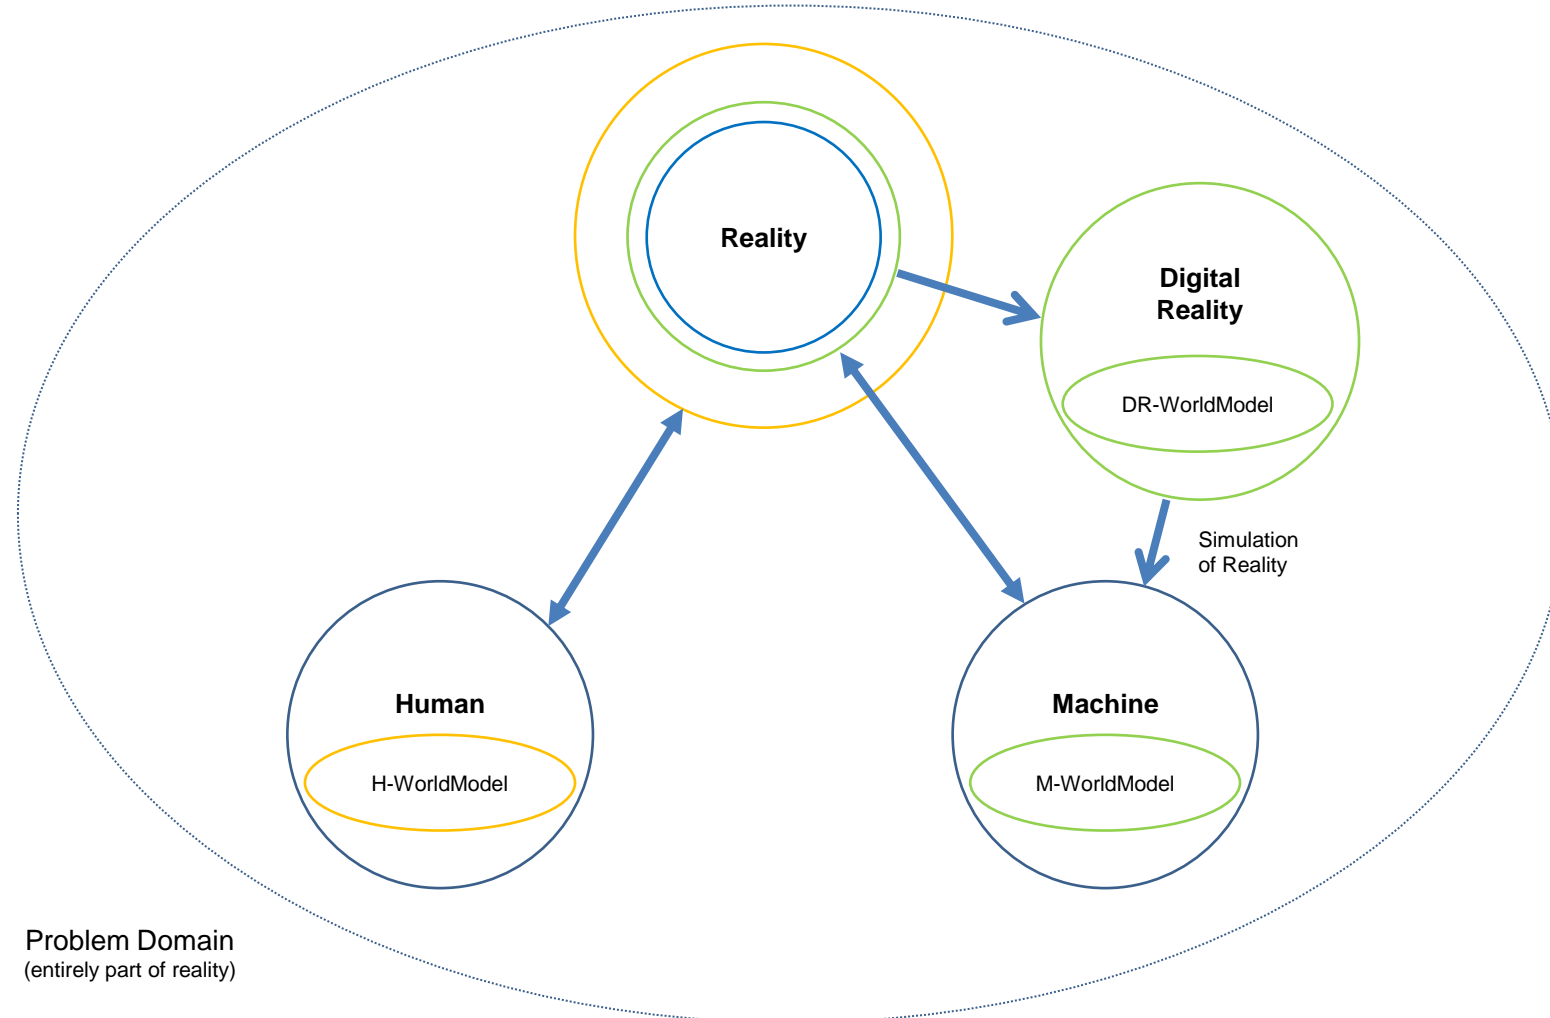 Reality
Digital
Reality
DR-WorldModel
Simulation
of Reality
Human
H-WorldModel
Machine
M-WorldModel
Problem Domain
(entirely part of reality)